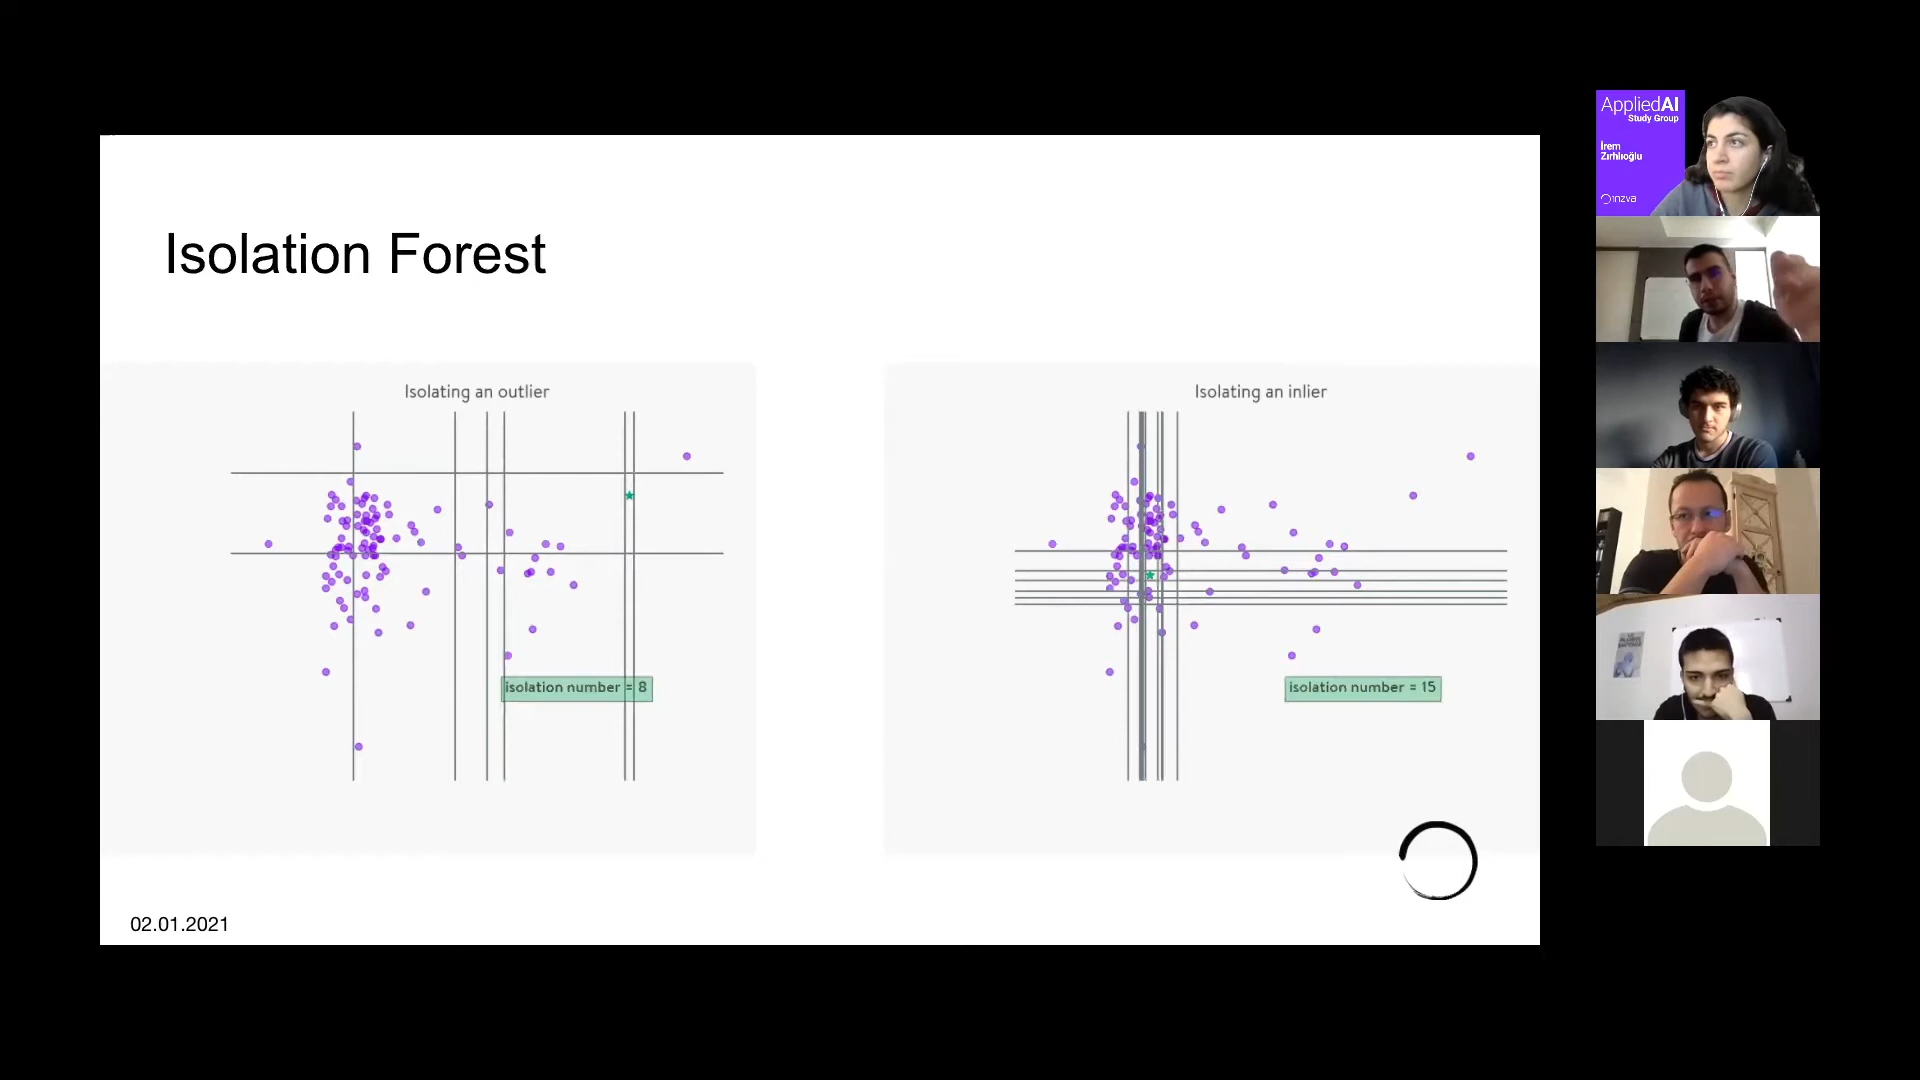 Isolation Forest
Isolating an outlier
isolation number = 8
Isolating an inlier
isolation number = 15
02.01.2021
AppliedAI
Study Group
İrem
Zırhlıoğlu
inzva